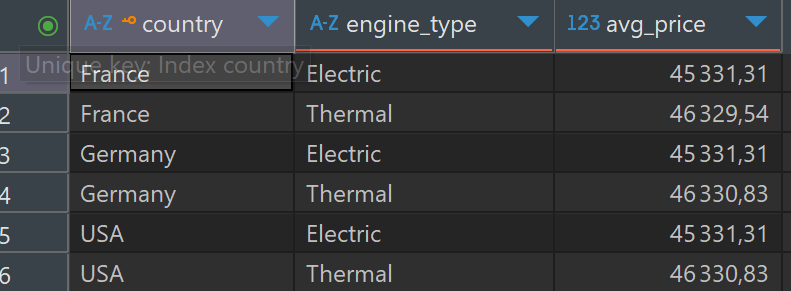 A-Z country A-Z engine_type 123 avg_price
Unique key: Index country
1 France Electric 45 331,31
2 France Thermal 46 329,54
3 Germany Electric 45 331,31
4 Germany Thermal 46 330,83
5 USA Electric 45 331,31
6 USA Thermal 46 330,83